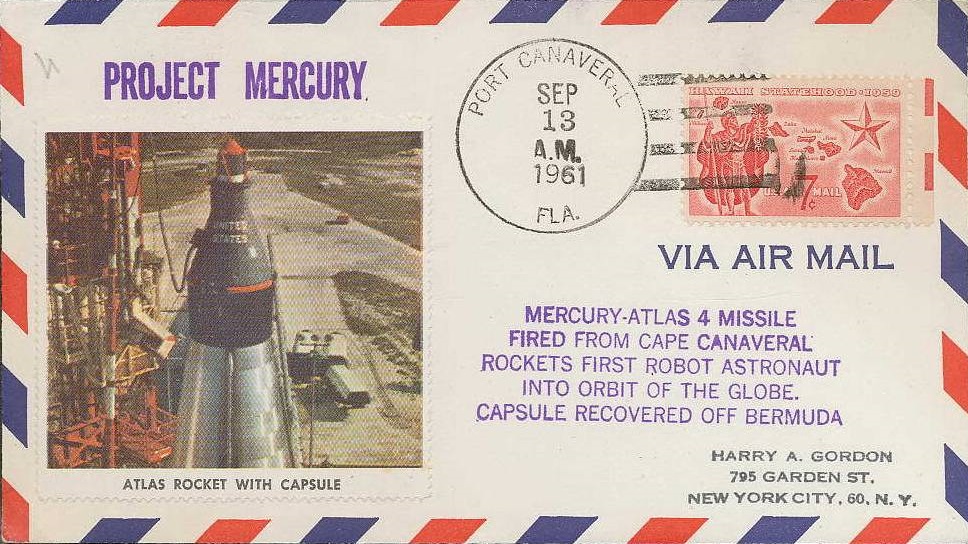 PROJECT MERCURY
PORT CANAVERAL
SEP
13
A.M.
1961
FLA.
HAWAII STATEHOOD·1959
7¢
MAIL
VIA AIR MAIL
UNITED
STATES
MERCURY-ATLAS 4 MISSILE
FIRED FROM CAPE CANAVERAL
ROCKETS FIRST ROBOT ASTRONAUT
INTO ORBIT OF THE GLOBE.
CAPSULE RECOVERED OFF BERMUDA
ATLAS ROCKET WITH CAPSULE
HARRY A. GORDON
795 GARDEN ST.
NEW YORK CITY, 60, N. Y.